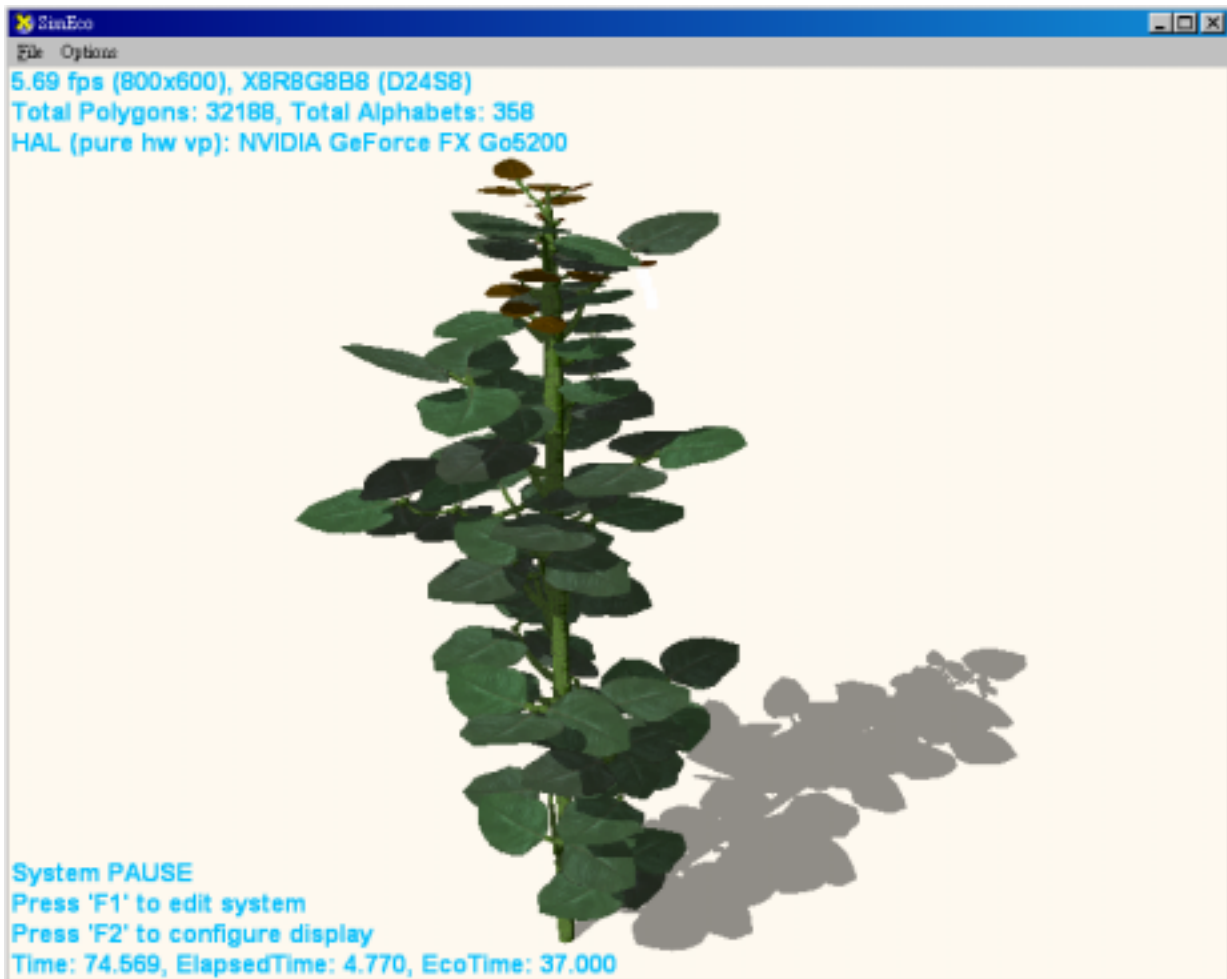 SimEco
File Options
5.69 fps (800x600), X8R8G8B8 (D24S8)
Total Polygons: 32188, Total Alphabets: 358
HAL (pure hw vp): NVIDIA GeForce FX Go5200
System PAUSE
Press 'F1' to edit system
Press 'F2' to configure display
Time: 74.569, ElapsedTime: 4.770, EcoTime: 37.000